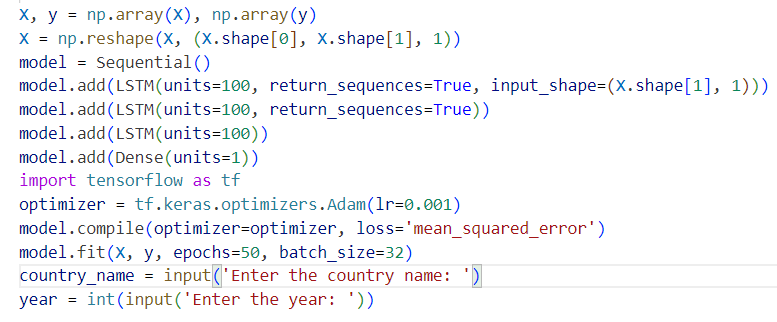 X, y = np.array(X), np.array(y)
X = np.reshape(X, (X.shape[0], X.shape[1], 1))
model = Sequential()
model.add(LSTM(units=100, return_sequences=True, input_shape=(X.shape[1], 1)))
model.add(LSTM(units=100, return_sequences=True))
model.add(LSTM(units=100))
model.add(Dense(units=1))
import tensorflow as tf
optimizer = tf.keras.optimizers.Adam(lr=0.001)
model.compile(optimizer=optimizer, loss='mean_squared_error')
model.fit(X, y, epochs=50, batch_size=32)
country_name = input('Enter the country name: ')
year = int(input('Enter the year: '))